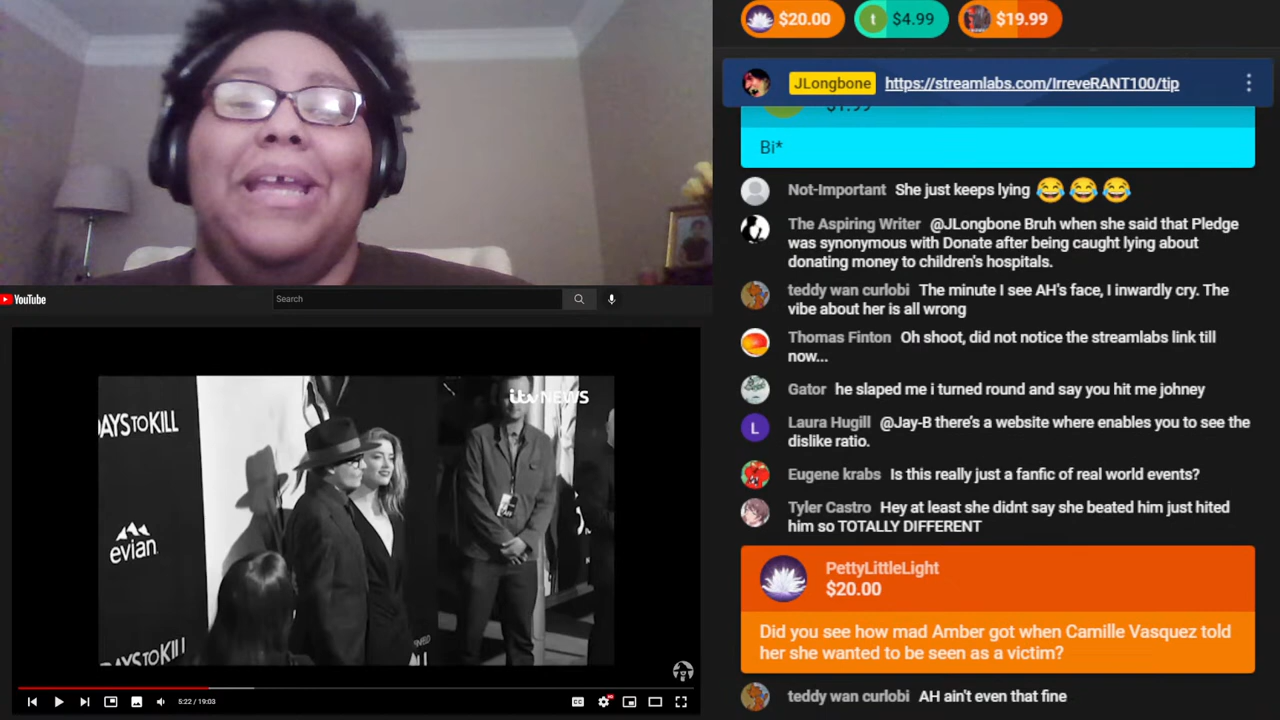 $20.00
t $4.99
$19.99
JLongbone https://streamlabs.com/IrreveRANT100/tip
$1.99
Bi*
Not-Important She just keeps lying 😂😂😂
The Aspiring Writer @JLongbone Bruh when she said that Pledge
was synonymous with Donate after being caught lying about
donating money to children's hospitals.
teddy wan curlobi The minute I see AH's face, I inwardly cry. The
vibe about her is all wrong
Thomas Finton Oh shoot, did not notice the streamlabs link till
now...
Gator he slaped me i turned round and say you hit me johney
L Laura Hugill @Jay-B there's a website where enables you to see the
dislike ratio.
Eugene krabs Is this really just a fanfic of real world events?
Tyler Castro Hey at least she didnt say she beated him just hited
him so TOTALLY DIFFERENT
PettyLittleLight
$20.00
Did you see how mad Amber got when Camille Vasquez told
her she wanted to be seen as a victim?
teddy wan curlobi AH ain't even that fine
YouTube
Search
itv NEWS
DAYS TO KILL
evian
DAYS TO KILL
5:22 / 19:03
CC
HD